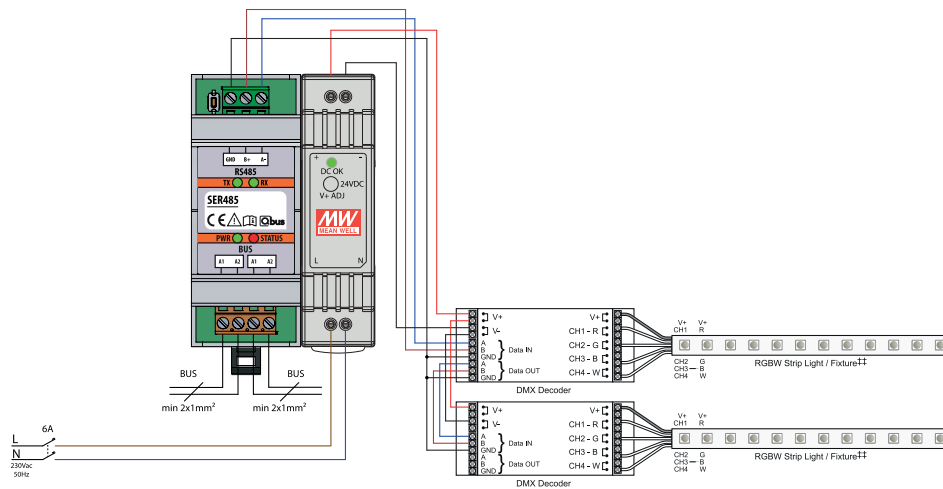 GND B+ A-
RS485
TX RX
SER485
CE Qbus
PWR STATUS
BUS
A1 A2 A1 A2
+ -
DC OK
24VDC
V+ ADJ
MW
MEAN WELL
L N
BUS BUS
min 2x1mm² min 2x1mm²
6A
L
N
230Vac
50Hz
V+ V+
V- CH1 - R
CH2 - G
A
B Data IN
GND CH3 - B
A
B Data OUT CH4 - W
GND
DMX Decoder
V+ V+
CH1 R
CH2 G
CH3 — B
CH4 W
RGBW Strip Light / Fixture‡‡
V+ V+
V- CH1 - R
CH2 - G
A
B Data IN
GND CH3 - B
A
B Data OUT CH4 - W
GND
DMX Decoder
V+ V+
CH1 R
CH2 G
CH3 — B
CH4 W
RGBW Strip Light / Fixture‡‡